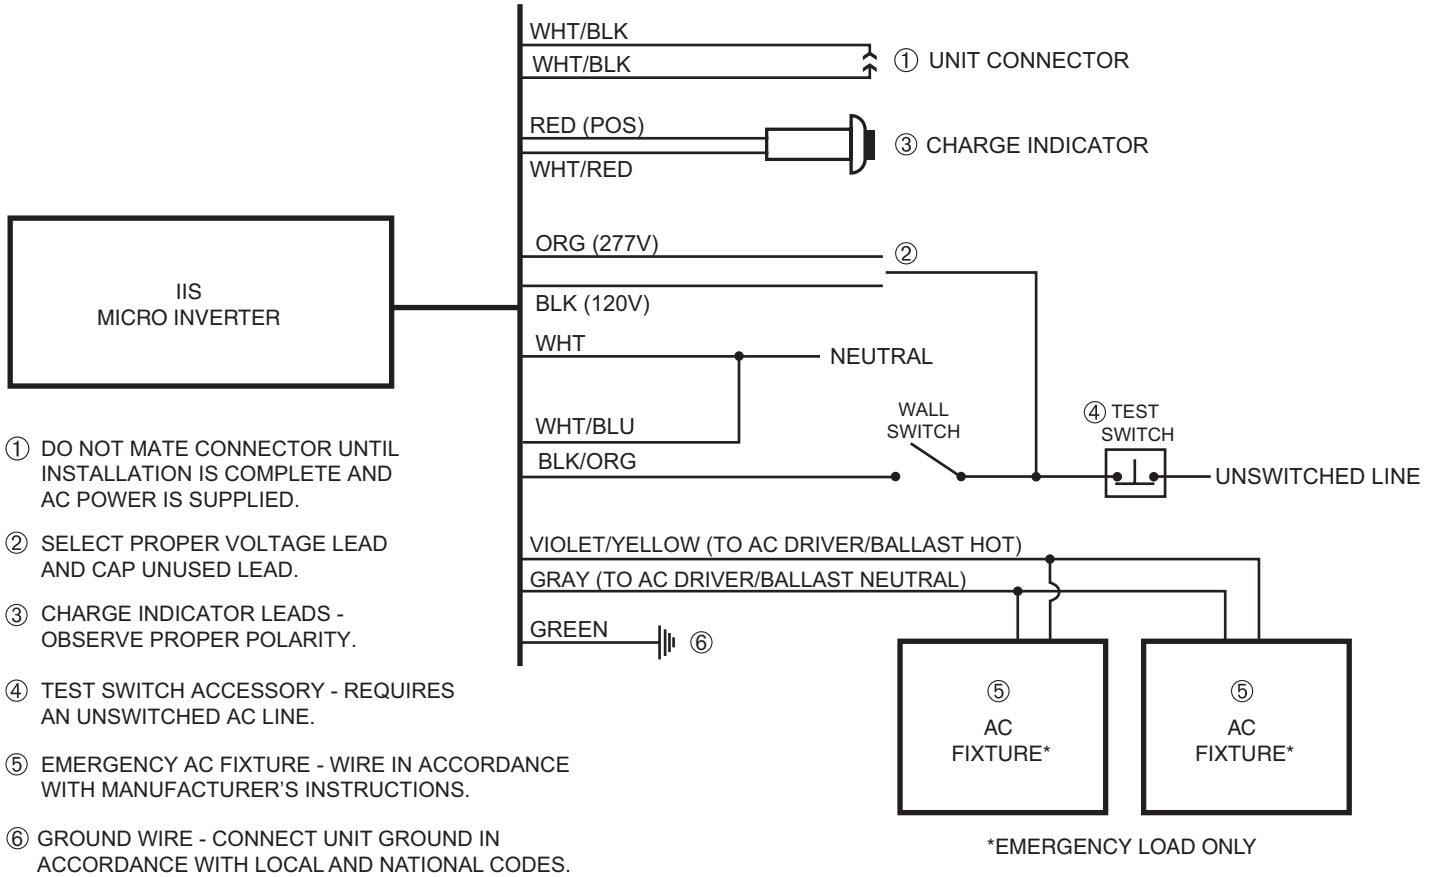 WHT/BLK
WHT/BLK
① UNIT CONNECTOR
RED (POS)
WHT/RED
③ CHARGE INDICATOR
ORG (277V)
②
BLK (120V)
IIS
MICRO INVERTER
WHT
NEUTRAL
WHT/BLU
BLK/ORG
WALL
SWITCH
④ TEST
SWITCH
UNSWITCHED LINE
VIOLET/YELLOW (TO AC DRIVER/BALLAST HOT)
GRAY (TO AC DRIVER/BALLAST NEUTRAL)
GREEN
⑥
⑤
AC
FIXTURE*
⑤
AC
FIXTURE*
*EMERGENCY LOAD ONLY
① DO NOT MATE CONNECTOR UNTIL
INSTALLATION IS COMPLETE AND
AC POWER IS SUPPLIED.
② SELECT PROPER VOLTAGE LEAD
AND CAP UNUSED LEAD.
③ CHARGE INDICATOR LEADS -
OBSERVE PROPER POLARITY.
④ TEST SWITCH ACCESSORY - REQUIRES
AN UNSWITCHED AC LINE.
⑤ EMERGENCY AC FIXTURE - WIRE IN ACCORDANCE
WITH MANUFACTURER'S INSTRUCTIONS.
⑥ GROUND WIRE - CONNECT UNIT GROUND IN
ACCORDANCE WITH LOCAL AND NATIONAL CODES.